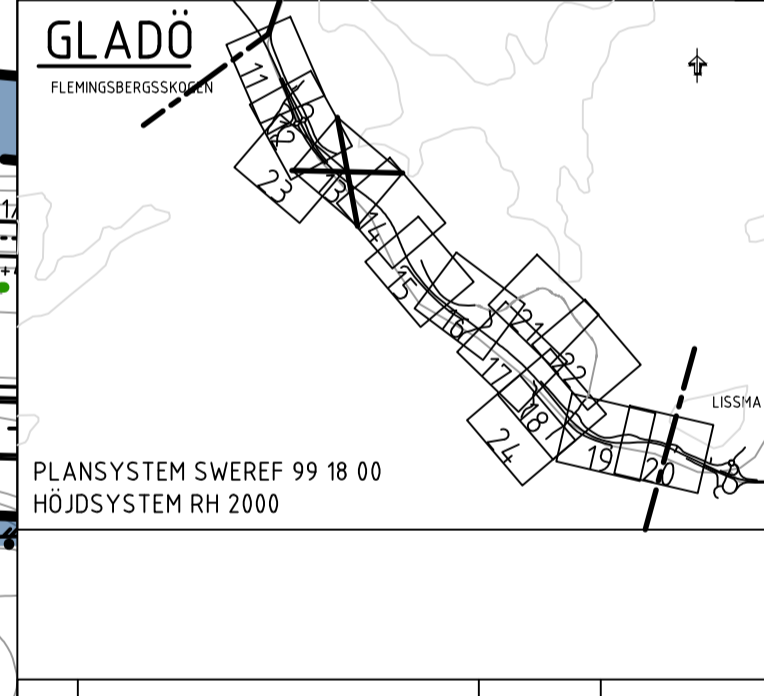 GLADÖ
FLEMINGSBERGSSKOGEN
11
12
23
13
14
15
16
17
18
21
22
24
19
20
LISSMA
PLANSYSTEM SWEREF 99 18 00
HÖJDSYSTEM RH 2000